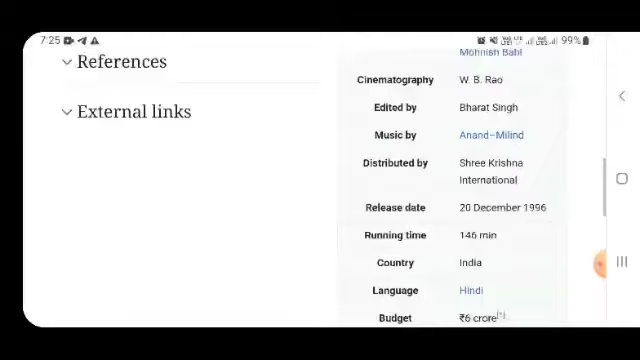 7:25
99%
References
External links
Mohnish Bahl
Cinematography W. B. Rao
Edited by Bharat Singh
Music by Anand–Milind
Distributed by Shree Krishna
International
Release date 20 December 1996
Running time 146 min
Country India
Language Hindi
Budget ₹6 crore